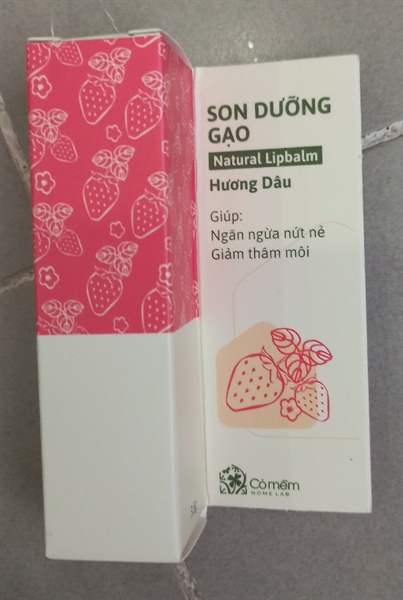 SON DƯỠNG
GẠO
Natural Lipbalm
Hương Dâu
Giúp:
Ngăn ngừa nứt nẻ
Giảm thâm môi
Cỏ mềm
HOME LAB